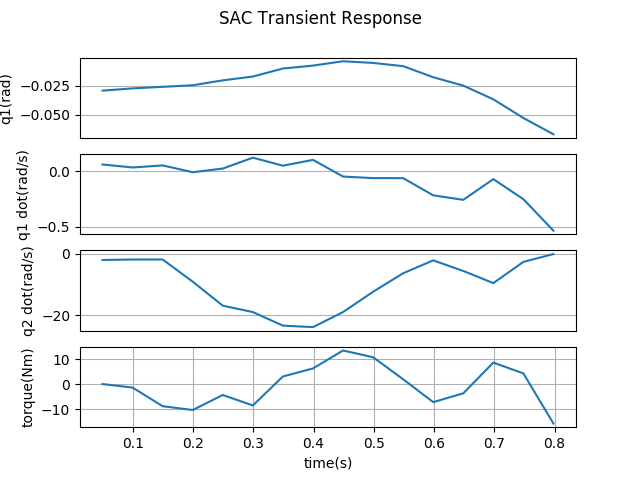 SAC Transient Response
q1(rad)
−0.025
−0.050
q1 dot(rad/s)
0.0
−0.5
q2 dot(rad/s)
0
−20
torque(Nm)
10
0
−10
0.1 0.2 0.3 0.4 0.5 0.6 0.7 0.8
time(s)